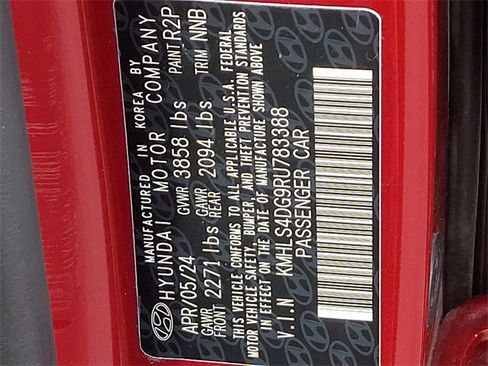 MANUFACTURED IN KOREA BY
HYUNDAI MOTOR COMPANY
APR/05/24 GVWR 3858 lbs PAINT R2P
GAWR FRONT 2271 lbs GAWR REAR 2094 lbs TRIM NNB
THIS VEHICLE CONFORMS TO ALL APPLICABLE U.S.A. FEDERAL
MOTOR VEHICLE SAFETY, BUMPER, AND THEFT PREVENTION STANDARDS
IN EFFECT ON THE DATE OF MANUFACTURE SHOWN ABOVE
V.I.N KMHLS4DG9RU783388
PASSENGER CAR